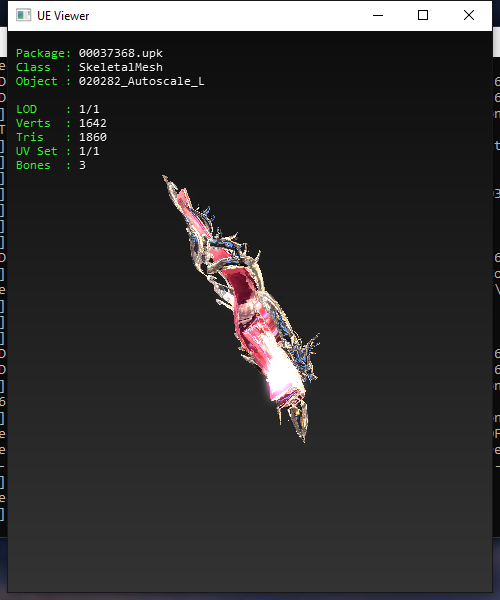 UE Viewer
Package: 00037368.upk
Class : SkeletalMesh
Object : 020282_Autoscale_L
LOD : 1/1
Verts : 1642
Tris : 1860
UV Set : 1/1
Bones : 3